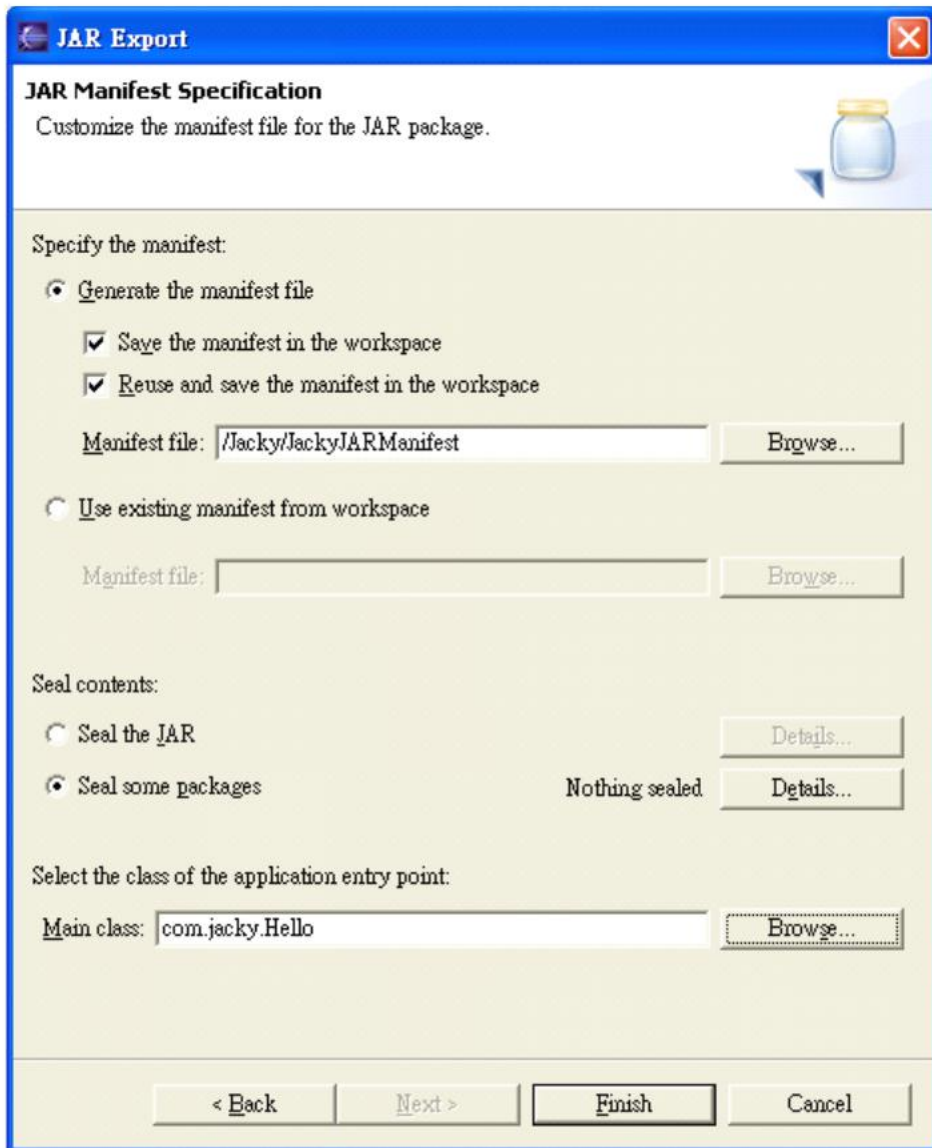 JAR Export
JAR Manifest Specification
Customize the manifest file for the JAR package.
Specify the manifest:
Generate the manifest file
Save the manifest in the workspace
Reuse and save the manifest in the workspace
Manifest file: /Jacky/JackyJARManifest Browse...
Use existing manifest from workspace
Manifest file: Browse...
Seal contents:
Seal the JAR Details...
Seal some packages Nothing sealed Details...
Select the class of the application entry point:
Main class: com.jacky.Hello Browse...
< Back Next > Finish Cancel